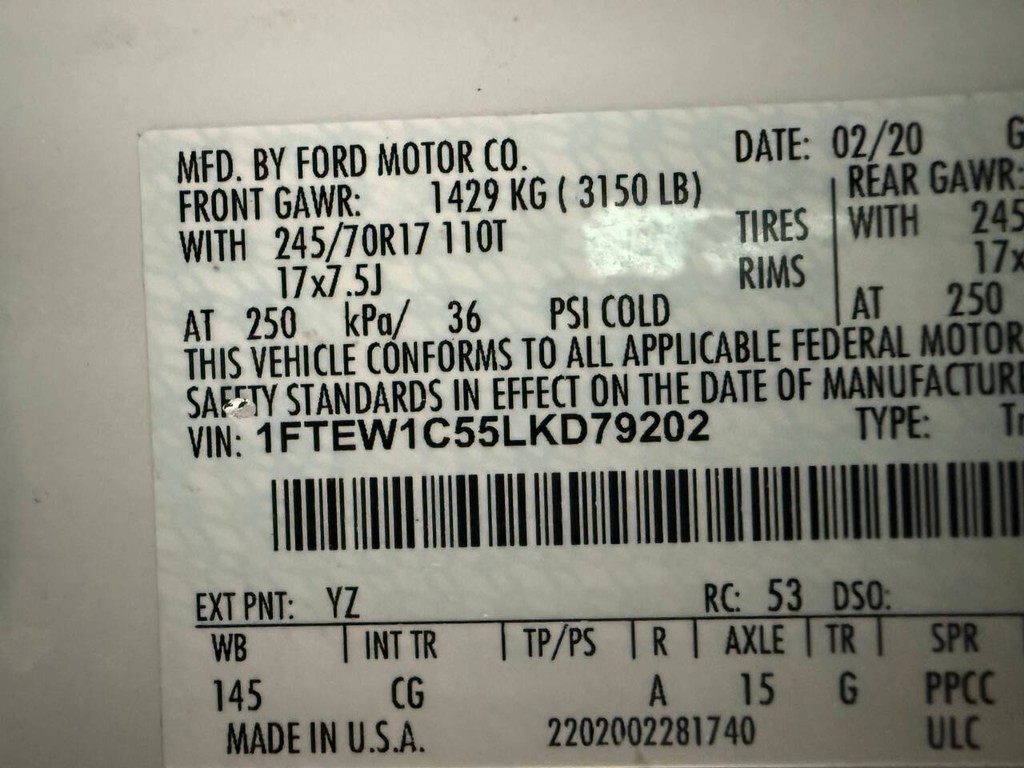 MFD. BY FORD MOTOR CO. DATE: 02/20 G
FRONT GAWR: 1429 KG ( 3150 LB) REAR GAWR:
WITH 245/70R17 110T TIRES WITH 245
17x7.5J RIMS 17x
AT 250 kPa/ 36 PSI COLD AT 250
THIS VEHICLE CONFORMS TO ALL APPLICABLE FEDERAL MOTOR
SAFETY STANDARDS IN EFFECT ON THE DATE OF MANUFACTURE
VIN: 1FTEW1C55LKD79202 TYPE: Tr
EXT PNT: YZ RC: 53 DSO:
WB INT TR TP/PS R AXLE TR SPR
145 CG A 15 G PPCC
MADE IN U.S.A. 2202002281740 ULC